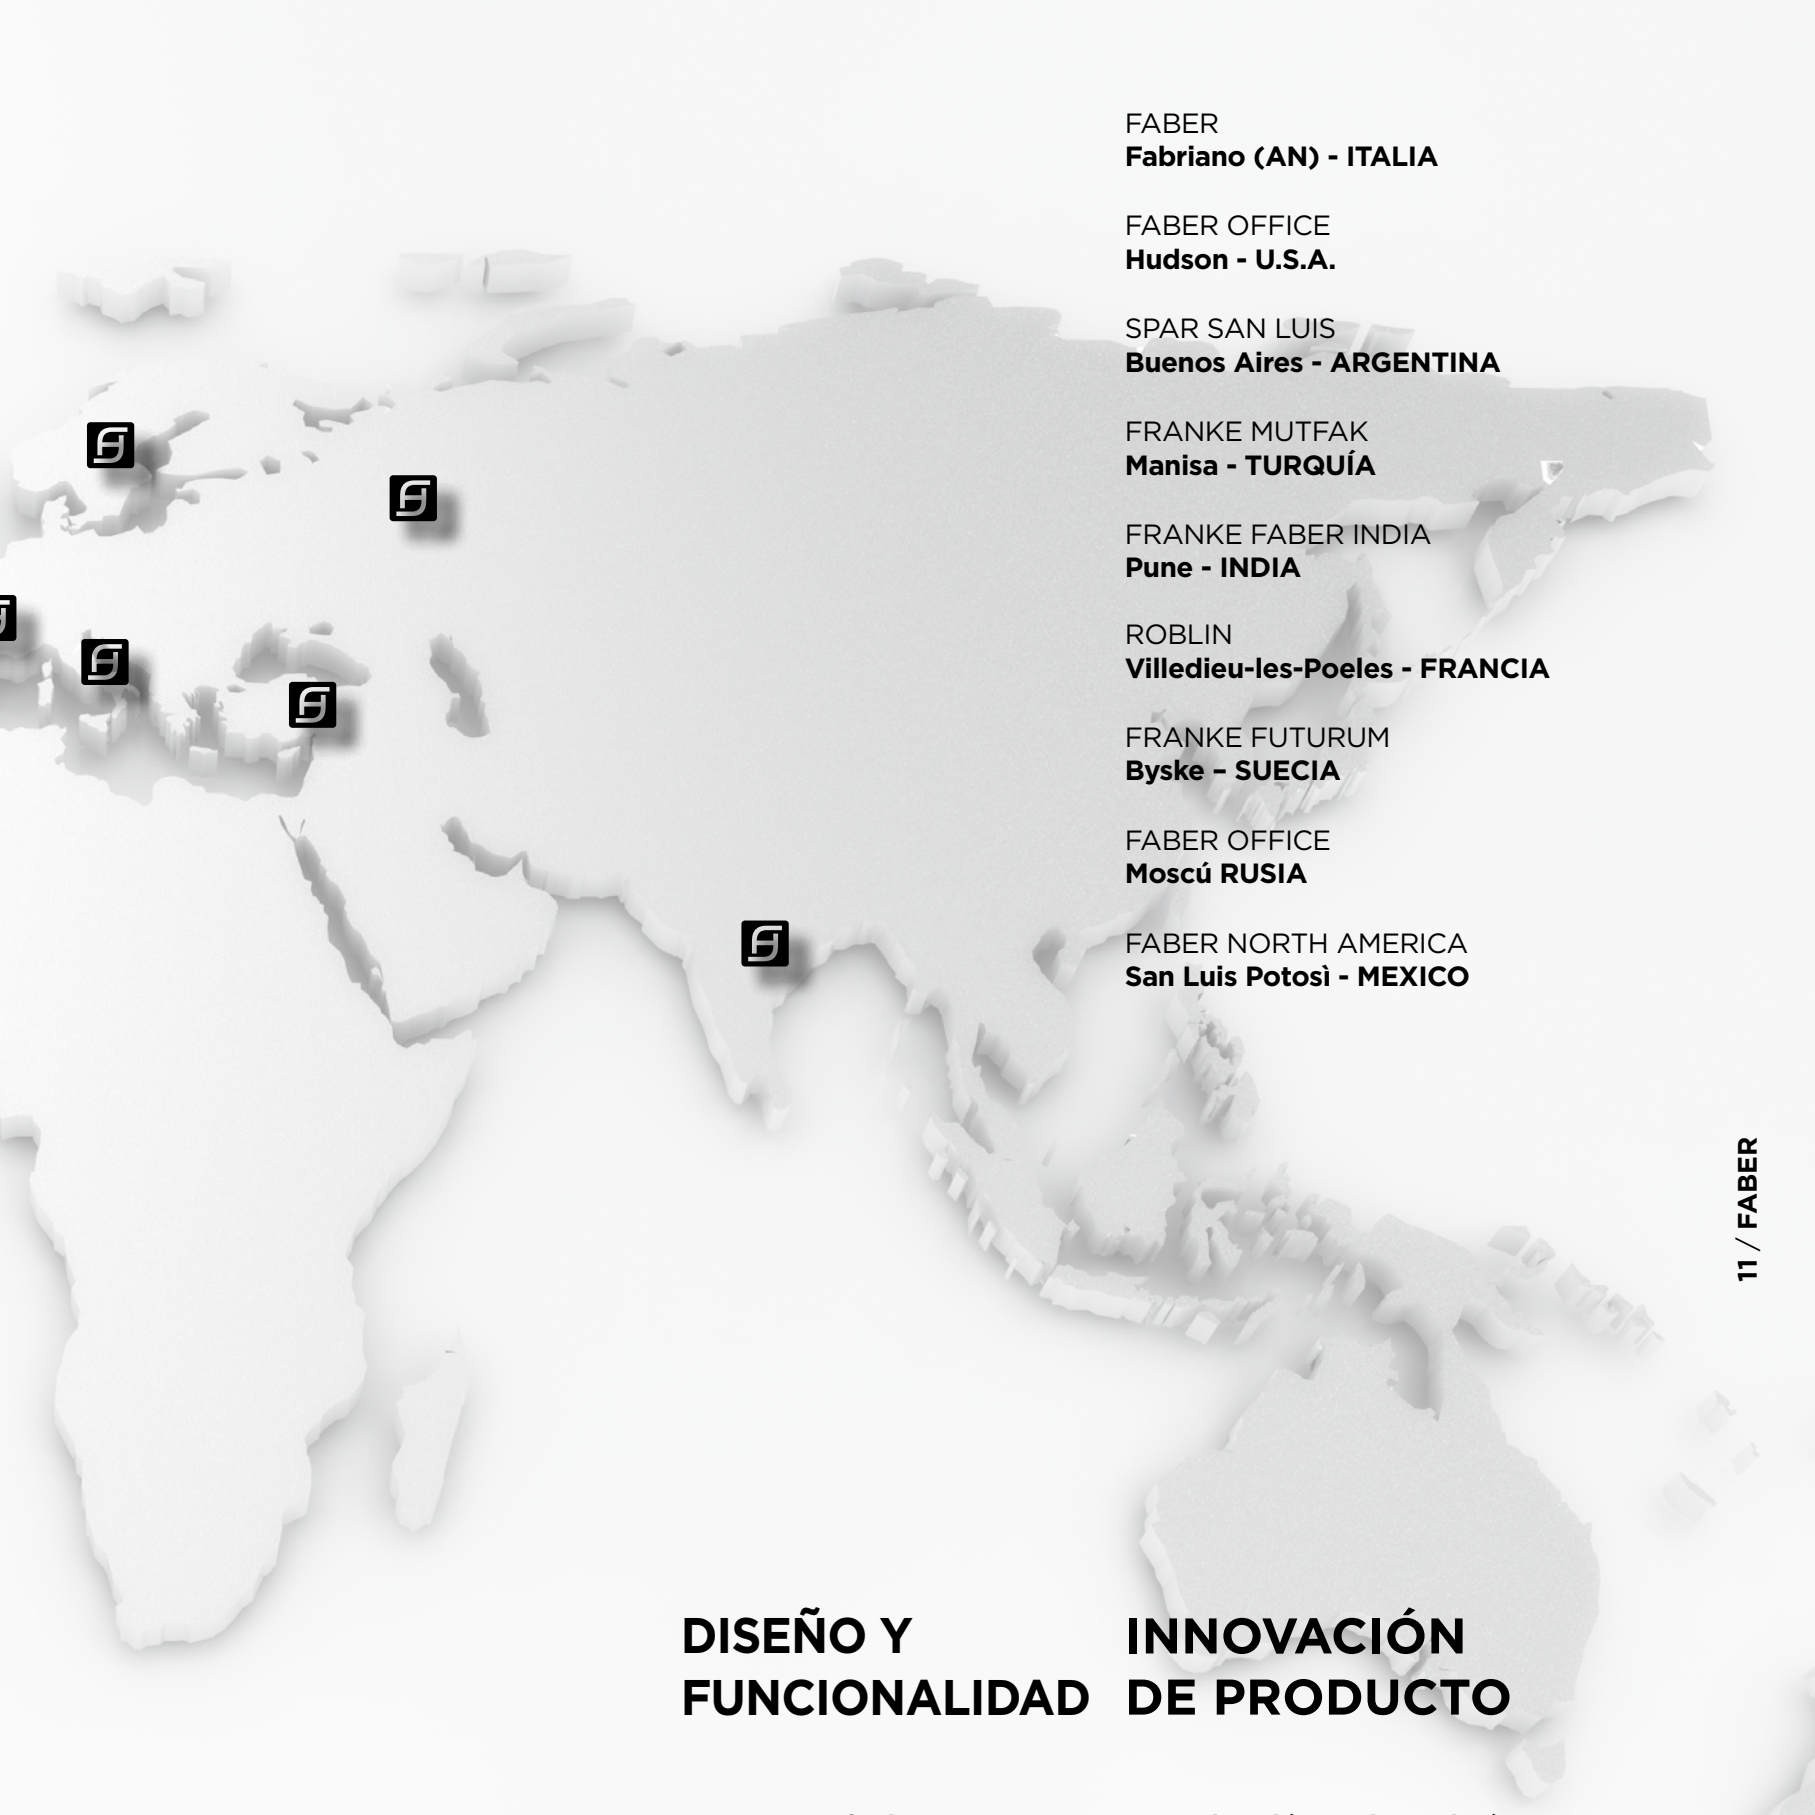 FABER
Fabriano (AN) - ITALIA
FABER OFFICE
Hudson - U.S.A.
SPAR SAN LUIS
Buenos Aires - ARGENTINA
FRANKE MUTFAK
Manisa - TURQUÍA
FRANKE FABER INDIA
Pune - INDIA
ROBLIN
Villedieu-les-Poeles - FRANCIA
FRANKE FUTURUM
Byske – SUECIA
FABER OFFICE
Moscú RUSIA
FABER NORTH AMERICA
San Luis Potosì - MEXICO
11 / FABER
DISEÑO Y
FUNCIONALIDAD
INNOVACIÓN
DE PRODUCTO